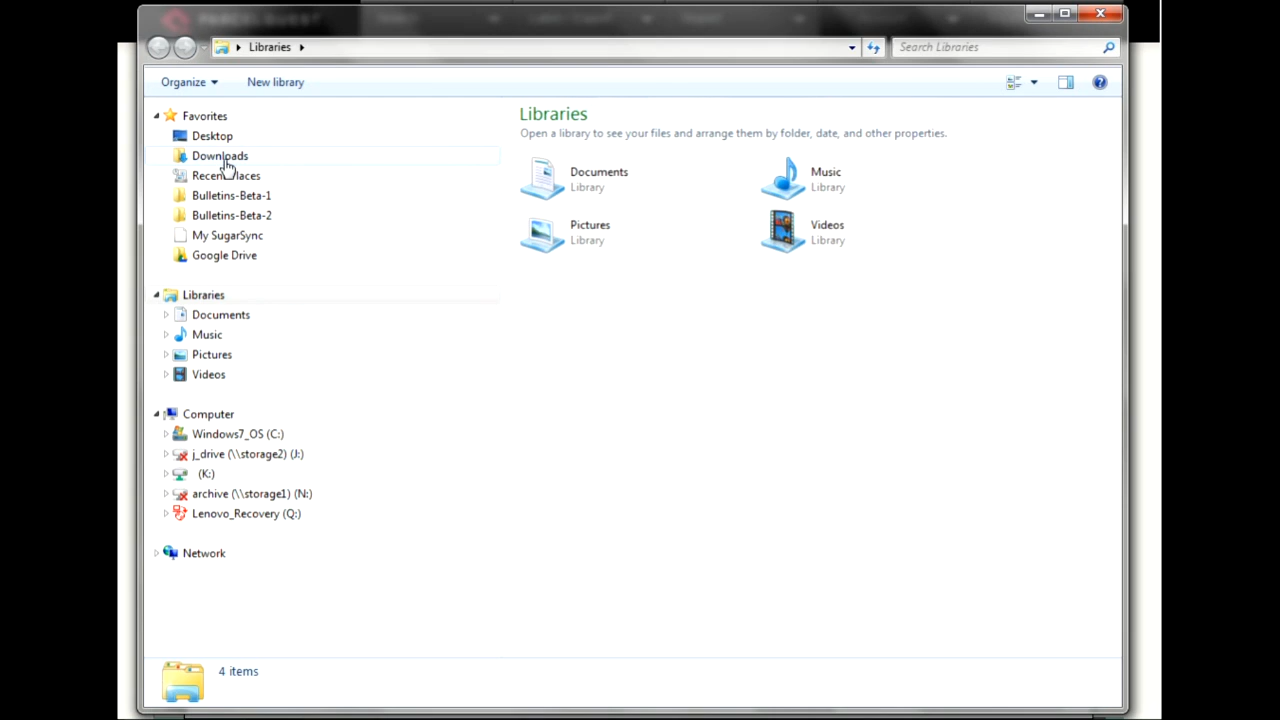 PARCELQUEST
Libraries
Search Libraries
Organize
New library
Favorites
Desktop
Downloads
Recent Places
Bulletins-Beta-1
Bulletins-Beta-2
My SugarSync
Google Drive
Libraries
Documents
Music
Pictures
Videos
Computer
Windows7_OS (C:)
j_drive (\\storage2) (J:)
(K:)
archive (\\storage1) (N:)
Lenovo_Recovery (Q:)
Network
Libraries
Open a library to see your files and arrange them by folder, date, and other properties.
Documents
Library
Music
Library
Pictures
Library
Videos
Library
4 items